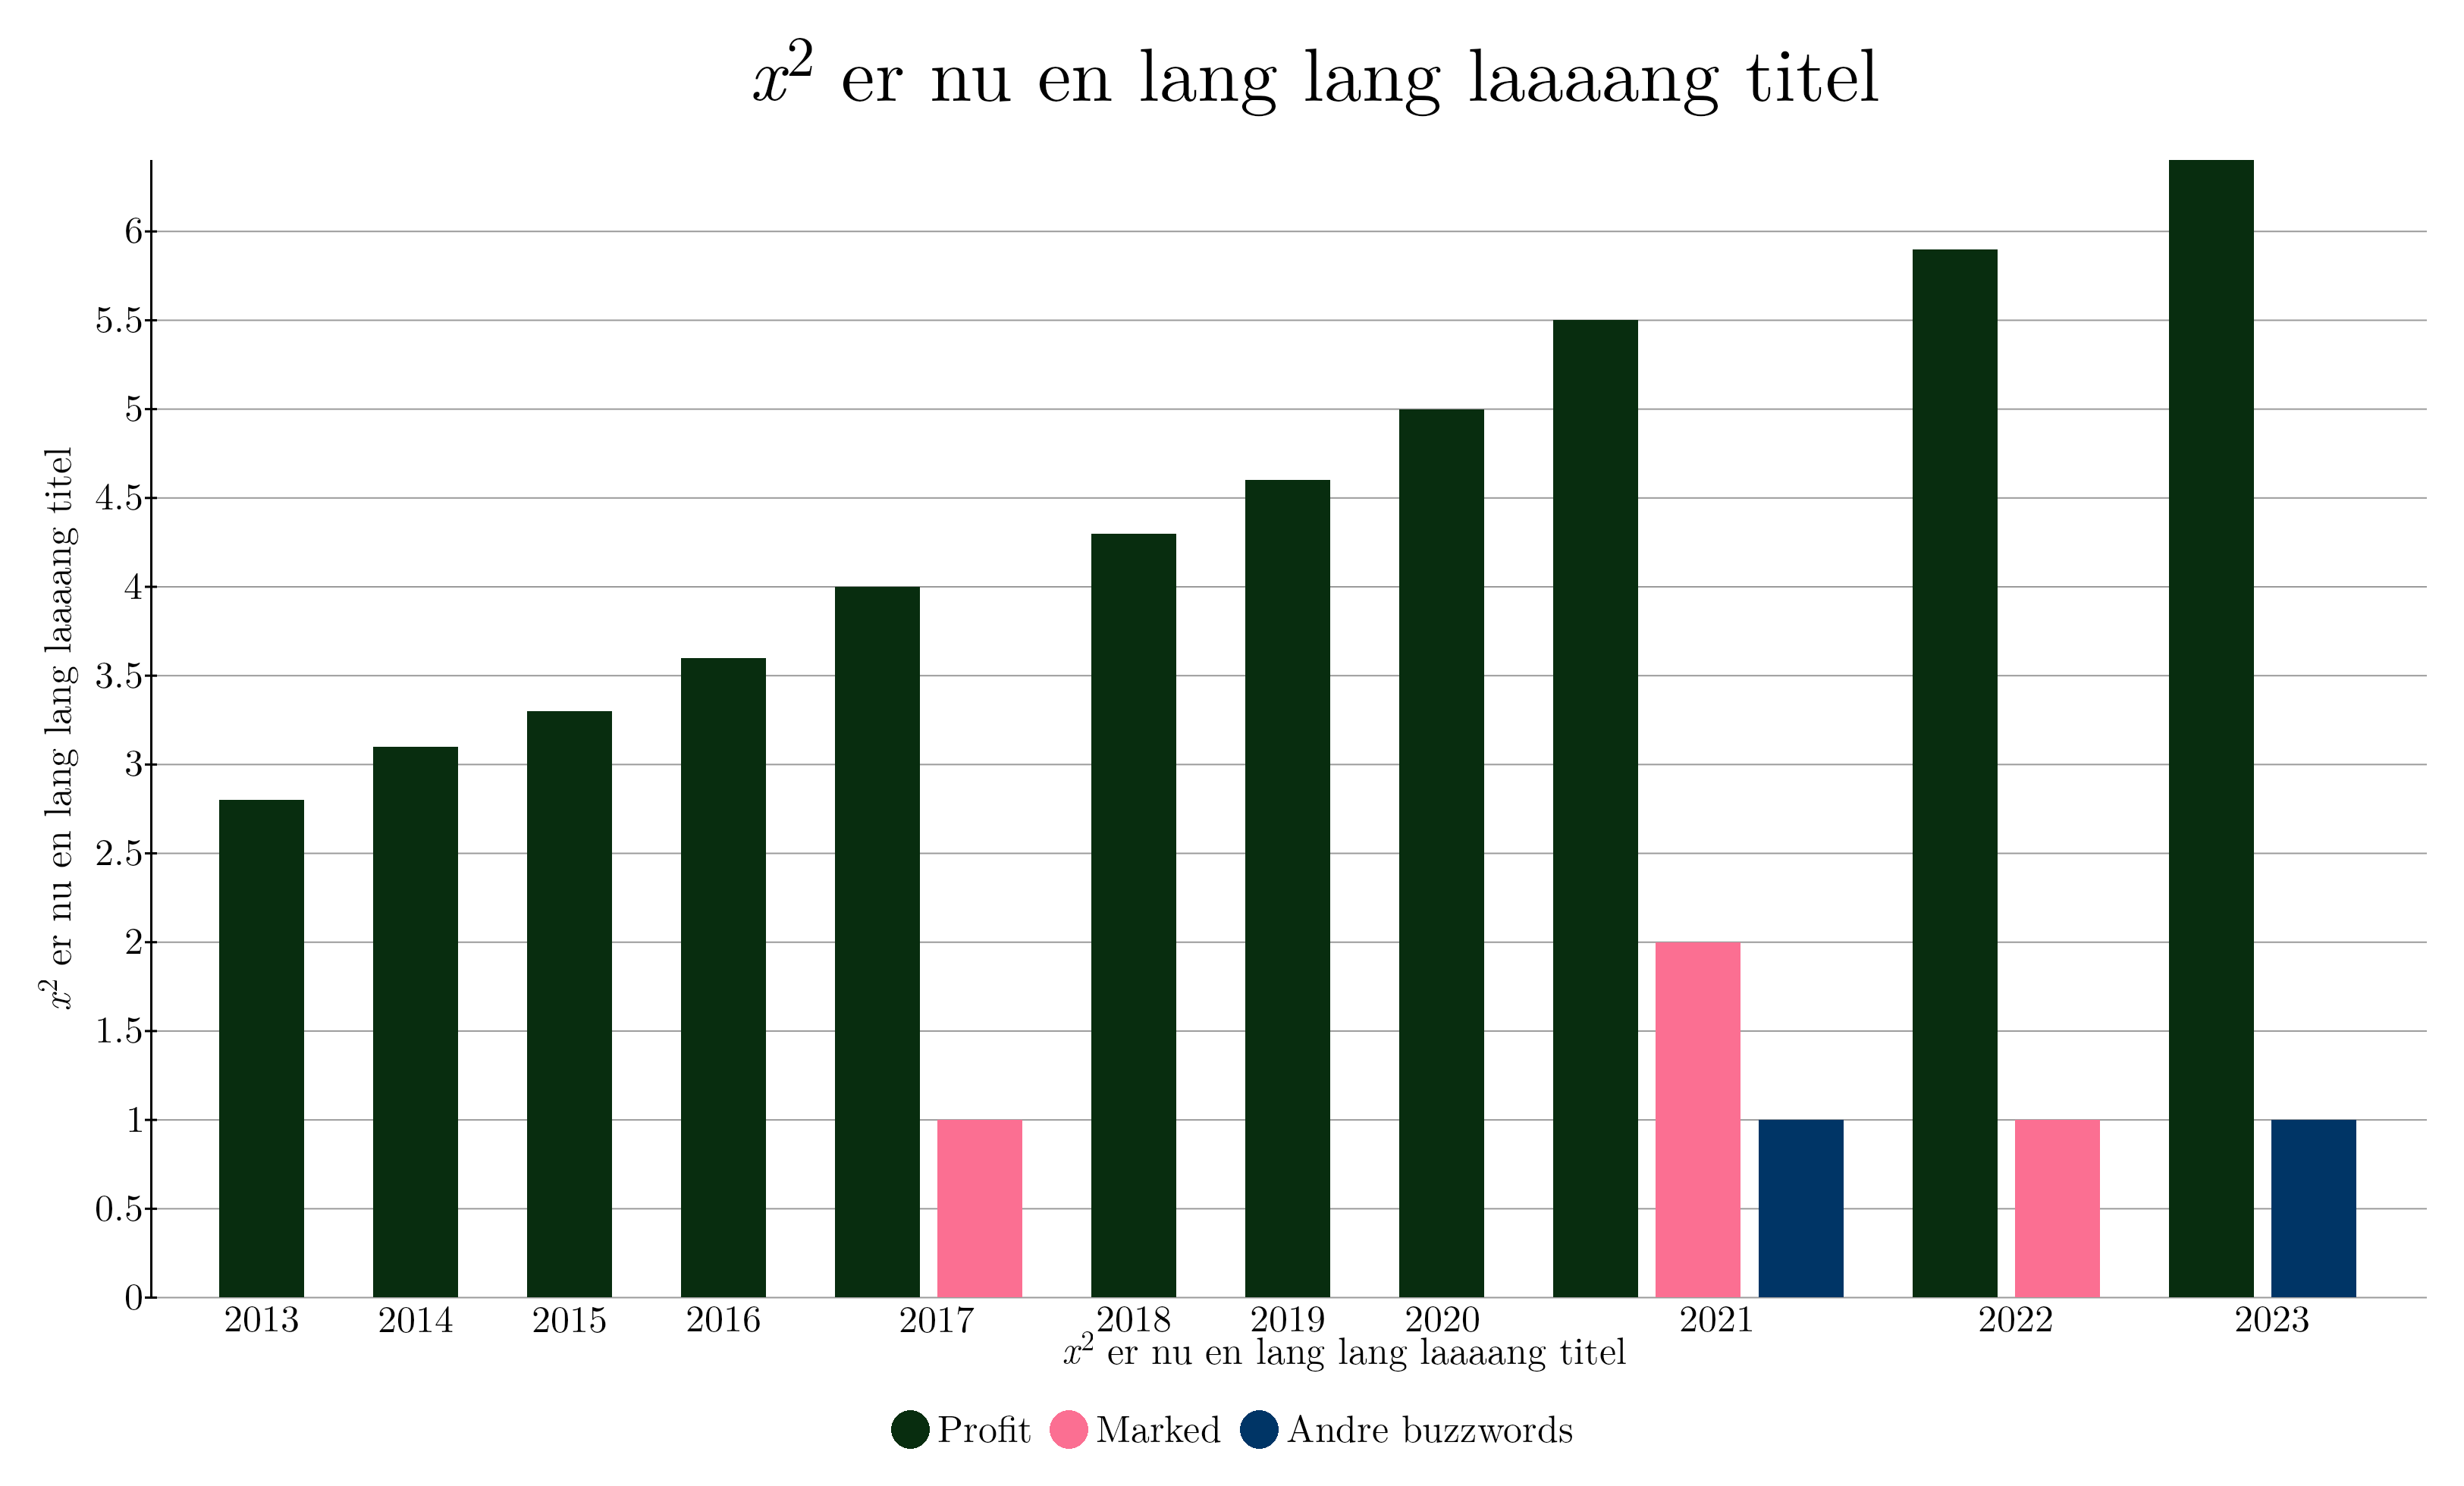 x² er nu en lang lang laaaang titel
x² er nu en lang lang laaaang titel
6
5.5
5
4.5
4
3.5
3
2.5
2
1.5
1
0.5
0
2013 2014 2015 2016 2017 2018 2019 2020 2021 2022 2023
x² er nu en lang lang laaaang titel
Profit Marked Andre buzzwords